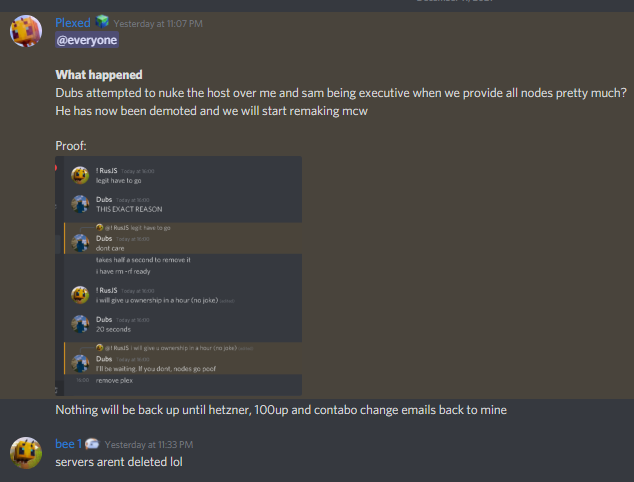 Plexed Yesterday at 11:07 PM
@everyone
What happened
Dubs attempted to nuke the host over me and sam being executive when we provide all nodes pretty much?
He has now been demoted and we will start remaking mcw
Proof:
! RusJS Today at 16:00
legit have to go
Dubs Today at 16:00
THIS EXACT REASON
@! RusJS legit have to go
Dubs Today at 16:00
dont care
takes half a second to remove it
i have rm -rf ready
! RusJS Today at 16:00
i will give u ownership in a hour (no joke) (edited)
Dubs Today at 16:00
20 seconds
@! RusJS i will give u ownership in a hour (no joke) (edited)
Dubs Today at 16:00
I'll be waiting. If you dont, nodes go poof
16:00 remove plex
Nothing will be back up until hetzner, 100up and contabo change emails back to mine
bee1 Yesterday at 11:33 PM
servers arent deleted lol